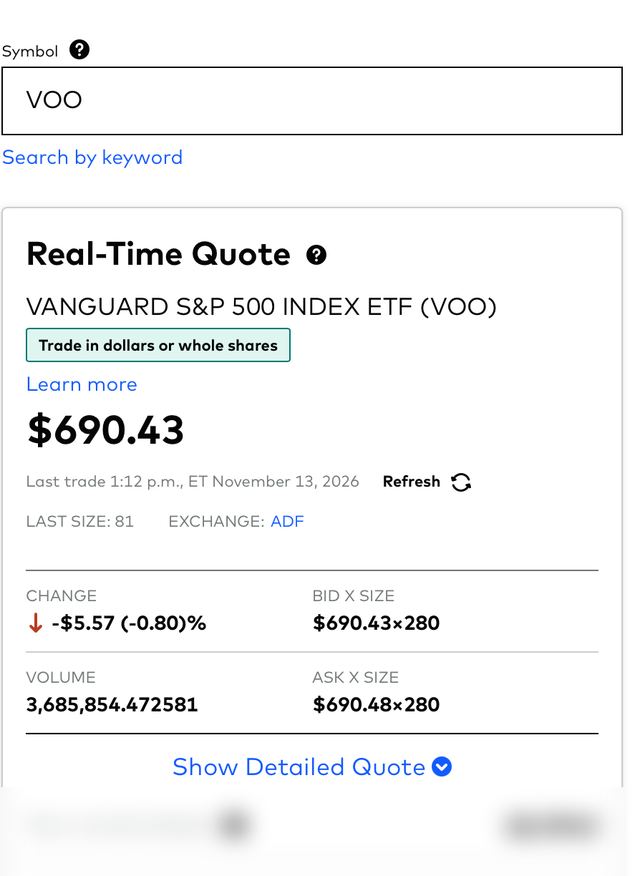 Symbol ?
VOO
Search by keyword
Real-Time Quote ?
VANGUARD S&P 500 INDEX ETF (VOO)
Trade in dollars or whole shares
Learn more
$690.43
Last trade 1:12 p.m., ET November 13, 2026 Refresh
LAST SIZE: 81 EXCHANGE: ADF
CHANGE BID X SIZE
-$5.57 (-0.80)% $690.43×280
VOLUME ASK X SIZE
3,685,854.472581 $690.48×280
Show Detailed Quote